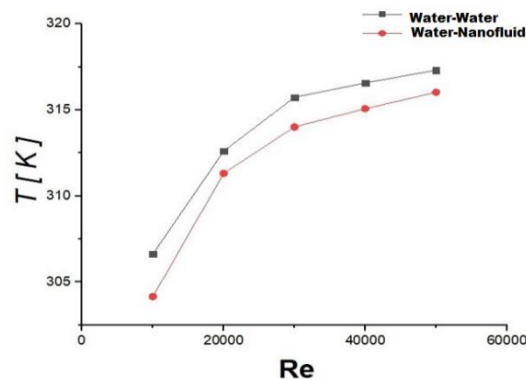 Water-Water
Water-Nanofluid
320
315
310
305
T [ K ]
0
20000
40000
60000
Re